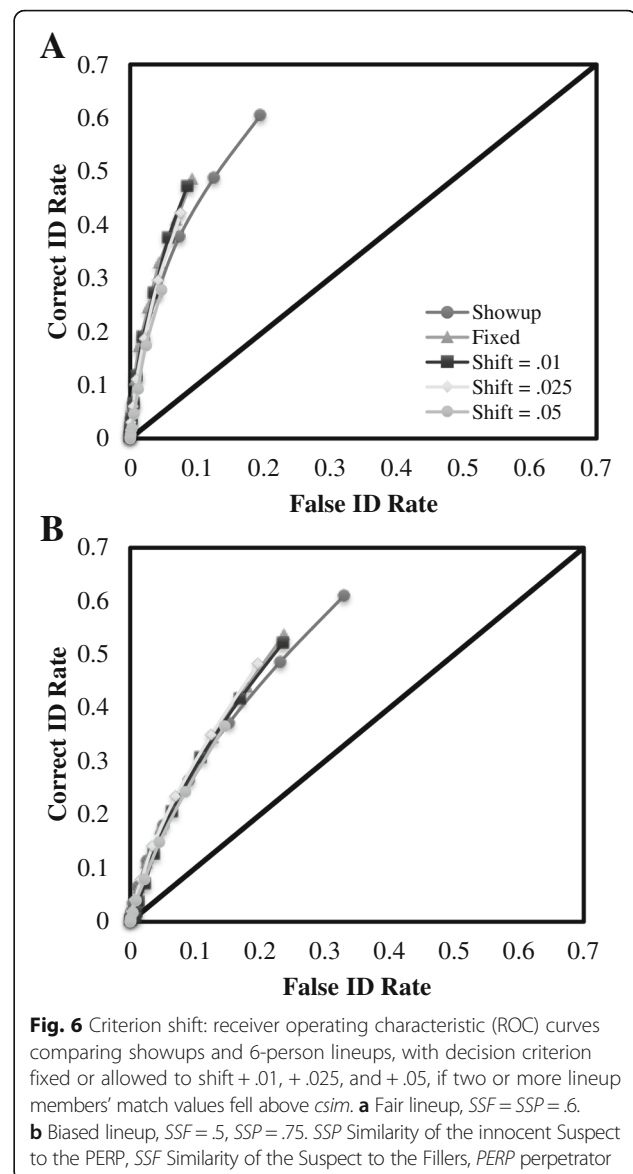 A
0.7
0.6
0.5
0.4
0.3
0.2
0.1
0
Correct ID Rate
Showup
Fixed
Shift = .01
Shift = .025
Shift = .05
0 0.1 0.2 0.3 0.4 0.5 0.6 0.7
False ID Rate
B
0.7
0.6
0.5
0.4
0.3
0.2
0.1
0
Correct ID Rate
0 0.1 0.2 0.3 0.4 0.5 0.6 0.7
False ID Rate
Fig. 6 Criterion shift: receiver operating characteristic (ROC) curves
comparing showups and 6-person lineups, with decision criterion
fixed or allowed to shift + .01, + .025, and + .05, if two or more lineup
members' match values fell above csim. a Fair lineup, SSF = SSP = .6.
b Biased lineup, SSF = .5, SSP = .75. SSP Similarity of the innocent Suspect
to the PERP, SSF Similarity of the Suspect to the Fillers, PERP perpetrator